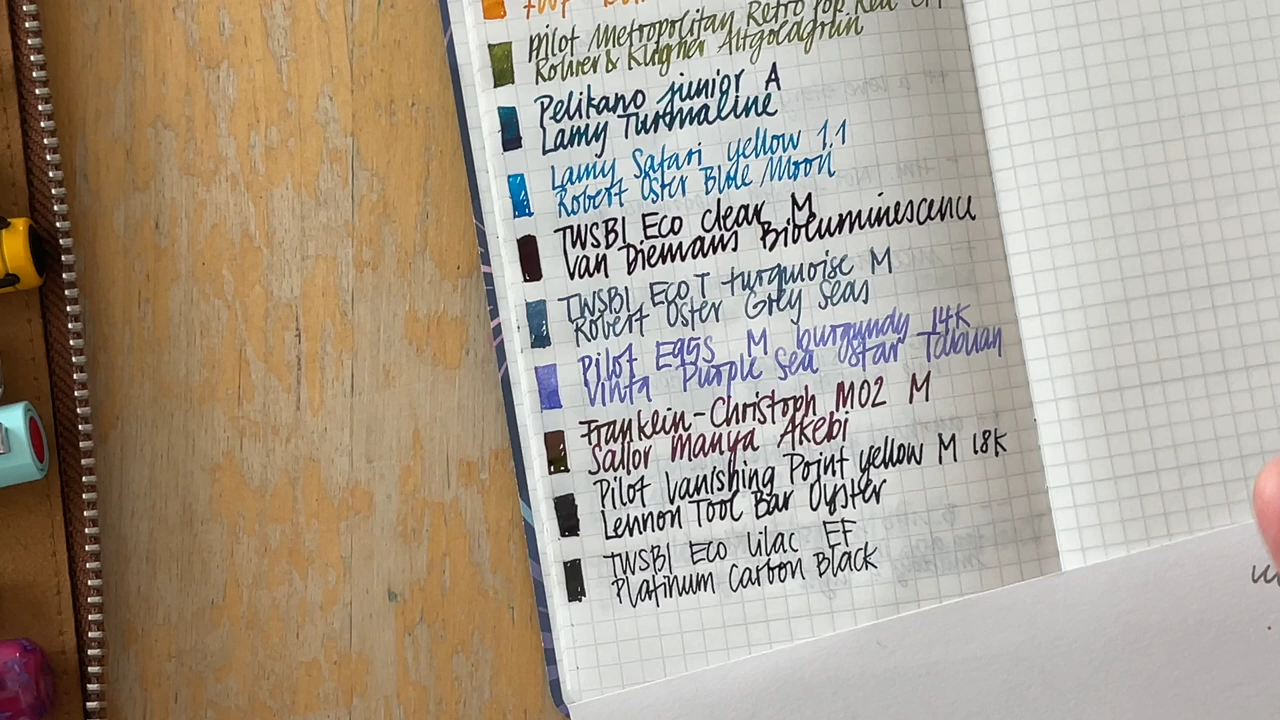 Pilot Metropolitan Retro Pop Red
Rohrer & Klingner Altgoldgrün
Pelikano junior A
Lamy Turmaline
Lamy Safari yellow 1.1
Robert Oster Blue Moon
TWSBI Eco clear M
Van Diemans Bioluminescence
TWSBI Eco T turquoise M
Robert Oster Grey Seas
Pilot E95s M burgundy 14K
Vinta Purple Sea Star
Franklin-Christoph M02 M
Sailor Manyo Akebi
Pilot Vanishing Point yellow M 18K
Lennon Tool Bar Oyster
TWSBI Eco lilac EF
Platinum Carbon Black